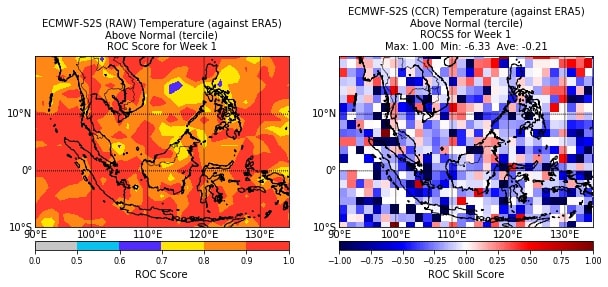 ECMWF-S2S (RAW) Temperature (against ERA5)
Above Normal (tercile)
ROC Score for Week 1
10°N
0°
10°S
90°E 100°E 110°E 120°E 130°E
0.0 0.5 0.6 0.7 0.8 0.9 1.0
ROC Score
ECMWF-S2S (CCR) Temperature (against ERA5)
Above Normal (tercile)
ROCSS for Week 1
Max: 1.00 Min: -6.33 Ave: -0.21
10°N
0°
10°S
90°E 100°E 110°E 120°E 130°E
−1.00 −0.75 −0.50 −0.25 0.00 0.25 0.50 0.75 1.00
ROC Skill Score